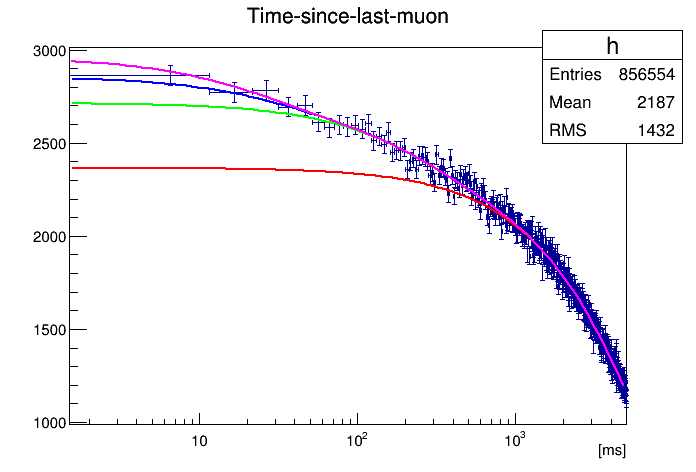 Time-since-last-muon
h
Entries 856554
Mean 2187
RMS 1432
3000
2500
2000
1500
1000
10
10²
10³
[ms]